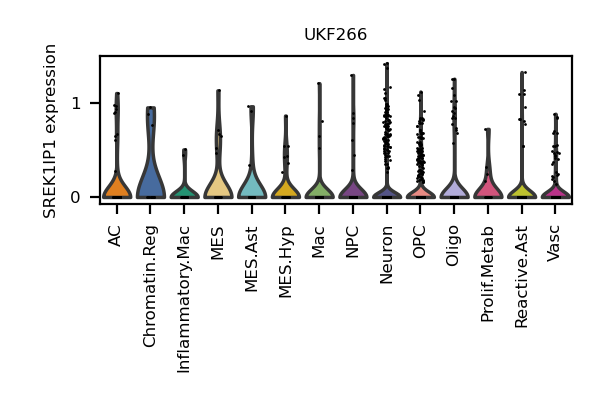 UKF266
SREK1IP1 expression
1
0
AC
Chromatin.Reg
Inflammatory.Mac
MES
MES.Ast
MES.Hyp
Mac
NPC
Neuron
OPC
Oligo
Prolif.Metab
Reactive.Ast
Vasc